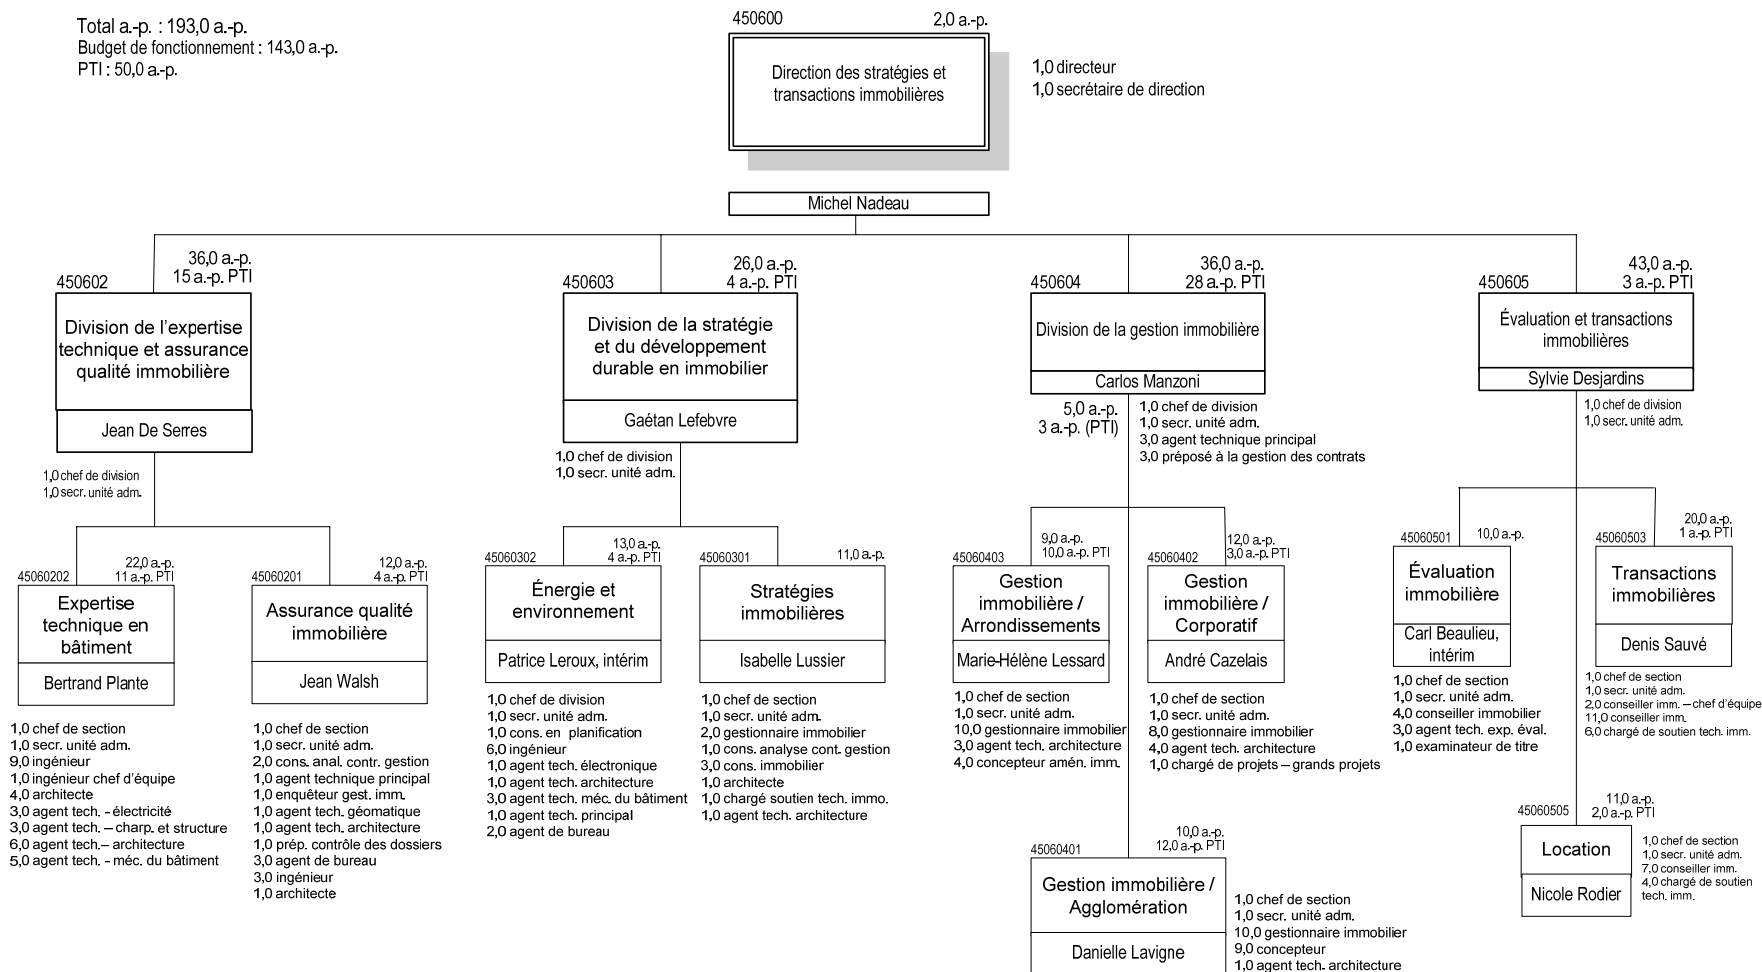 Total a.-p. : 193,0 a.-p.
Budget de fonctionnement : 143,0 a.-p.
PTI : 50,0 a.-p.
450600
2,0 a.-p.
Direction des stratégies et
transactions immobilières
1,0 directeur
1,0 secrétaire de direction
Michel Nadeau
36,0 a.-p.
15 a.-p. PTI
450602
Division de l'expertise
technique et assurance
qualité immobilière
Jean De Serres
1,0 chef de division
1,0 secr. unité adm.
26,0 a.-p.
4 a.-p. PTI
450603
Division de la stratégie
et du développement
durable en immobilier
Gaétan Lefebvre
1,0 chef de division
1,0 secr. unité adm.
36,0 a.-p.
28 a.-p. PTI
450604
Division de la gestion immobilière
Carlos Manzoni
5,0 a.-p.
3 a.-p. (PTI)
1,0 chef de division
1,0 secr. unité adm.
3,0 agent technique principal
3,0 préposé à la gestion des contrats
43,0 a.-p.
3 a.-p. PTI
450605
Évaluation et transactions
immobilières
Sylvie Desjardins
1,0 chef de division
1,0 secr. unité adm.
22,0 a.-p.
11 a.-p. PTI
45060202
Expertise
technique en
bâtiment
Bertrand Plante
1,0 chef de section
1,0 secr. unité adm.
9,0 ingénieur
1,0 ingénieur chef d'équipe
4,0 architecte
3,0 agent tech. - électricité
3,0 agent tech. – charp. et structure
6,0 agent tech.– architecture
5,0 agent tech. - méc. du bâtiment
12,0 a.-p.
4 a.-p. PTI
45060201
Assurance qualité
immobilière
Jean Walsh
1,0 chef de section
1,0 secr. unité adm.
2,0 cons. anal. contr. gestion
1,0 agent technique principal
1,0 enquêteur gest. imm.
1,0 agent tech. géomatique
1,0 agent tech. architecture
1,0 prép. contrôle des dossiers
3,0 agent de bureau
3,0 ingénieur
1,0 architecte
13,0 a.-p.
4 a.-p. PTI
45060302
Énergie et
environnement
Patrice Leroux, intérim
1,0 chef de division
1,0 secr. unité adm.
1,0 cons. en planification
6,0 ingénieur
1,0 agent tech. électronique
1,0 agent tech. architecture
3,0 agent tech. méc. du bâtiment
1,0 agent tech. principal
2,0 agent de bureau
11,0 a.-p.
45060301
Stratégies
immobilières
Isabelle Lussier
1,0 chef de section
1,0 secr. unité adm.
2,0 gestionnaire immobilier
1,0 cons. analyse cont. gestion
3,0 cons. immobilier
1,0 architecte
1,0 chargé soutien tech. immo.
1,0 agent tech. architecture
9,0 a.-p.
10,0 a.-p. PTI
45060403
Gestion
immobilière /
Arrondissements
Marie-Hélène Lessard
1,0 chef de section
1,0 secr. unité adm.
10,0 gestionnaire immobilier
3,0 agent tech. architecture
4,0 concepteur amén. imm.
12,0 a.-p.
3,0 a.-p. PTI
45060402
Gestion
immobilière /
Corporatif
André Cazelais
1,0 chef de section
1,0 secr. unité adm.
8,0 gestionnaire immobilier
4,0 agent tech. architecture
1,0 chargé de projets – grands projets
10,0 a.-p.
12,0 a.-p. PTI
45060401
Gestion immobilière /
Agglomération
Danielle Lavigne
1,0 chef de section
1,0 secr. unité adm.
10,0 gestionnaire immobilier
9,0 concepteur
1,0 agent tech. architecture
45060501
10,0 a.-p.
Évaluation
immobilière
Carl Beaulieu,
intérim
1,0 chef de section
1,0 secr. unité adm.
4,0 conseiller immobilier
3,0 agent tech. exp. éval.
1,0 examinateur de titre
20,0 a.-p.
1 a.-p. PTI
45060503
Transactions
immobilières
Denis Sauvé
1,0 chef de section
1,0 secr. unité adm.
2,0 conseiller imm. – chef d'équipe
11,0 conseiller imm.
6,0 chargé de soutien tech. imm.
11,0 a.-p.
2,0 a.-p. PTI
45060505
Location
Nicole Rodier
1,0 chef de section
1,0 secr. unité adm.
7,0 conseiller imm.
4,0 chargé de soutien
tech. imm.